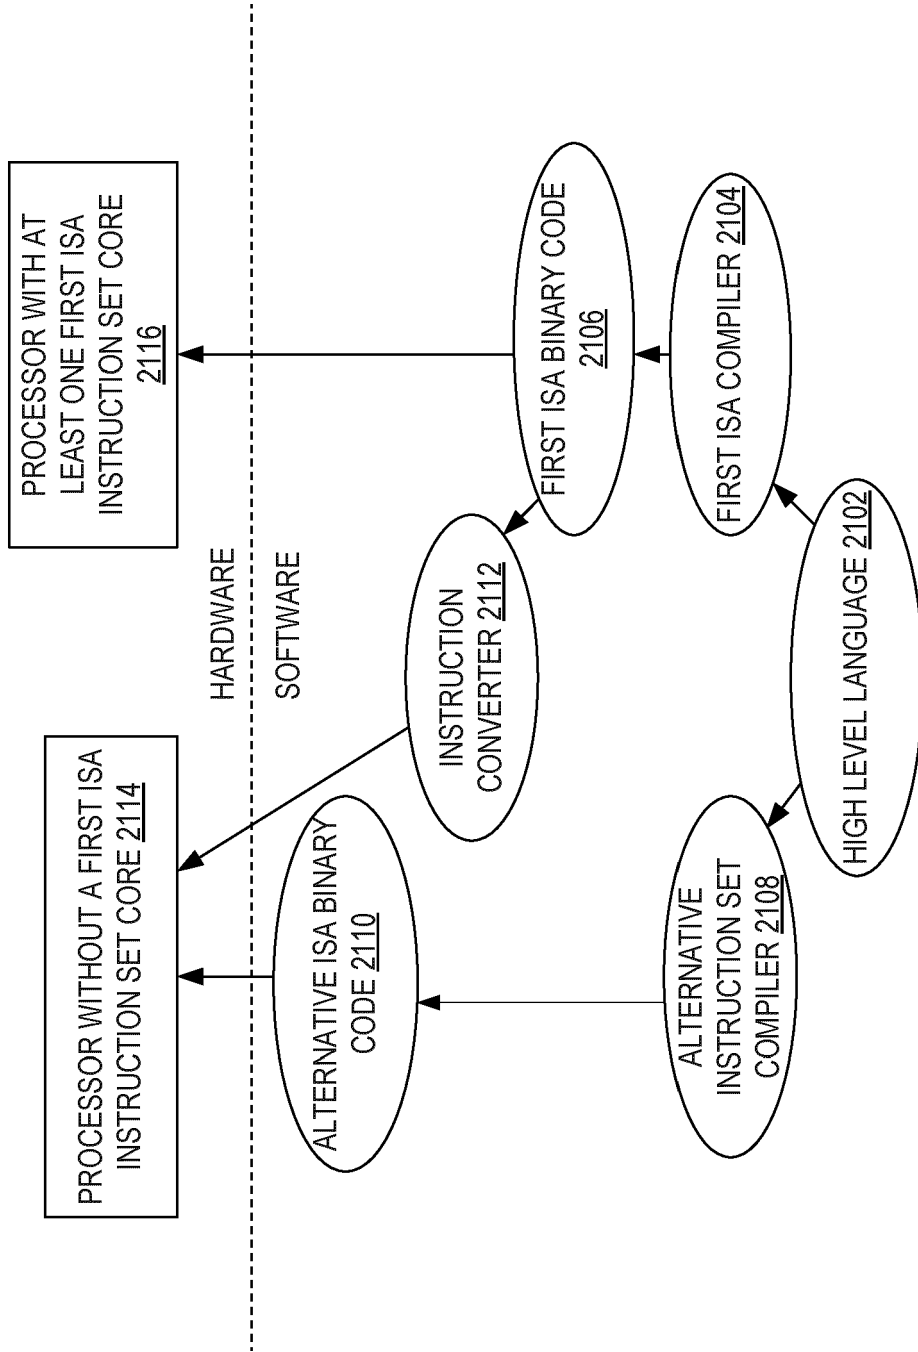 PROCESSOR WITHOUT A FIRST ISA
INSTRUCTION SET CORE 2114
PROCESSOR WITH AT
LEAST ONE FIRST ISA
INSTRUCTION SET CORE
2116
HARDWARE
SOFTWARE
ALTERNATIVE ISA BINARY
CODE 2110
INSTRUCTION
CONVERTER 2112
FIRST ISA BINARY CODE
2106
ALTERNATIVE
INSTRUCTION SET
COMPILER 2108
FIRST ISA COMPILER 2104
HIGH LEVEL LANGUAGE 2102